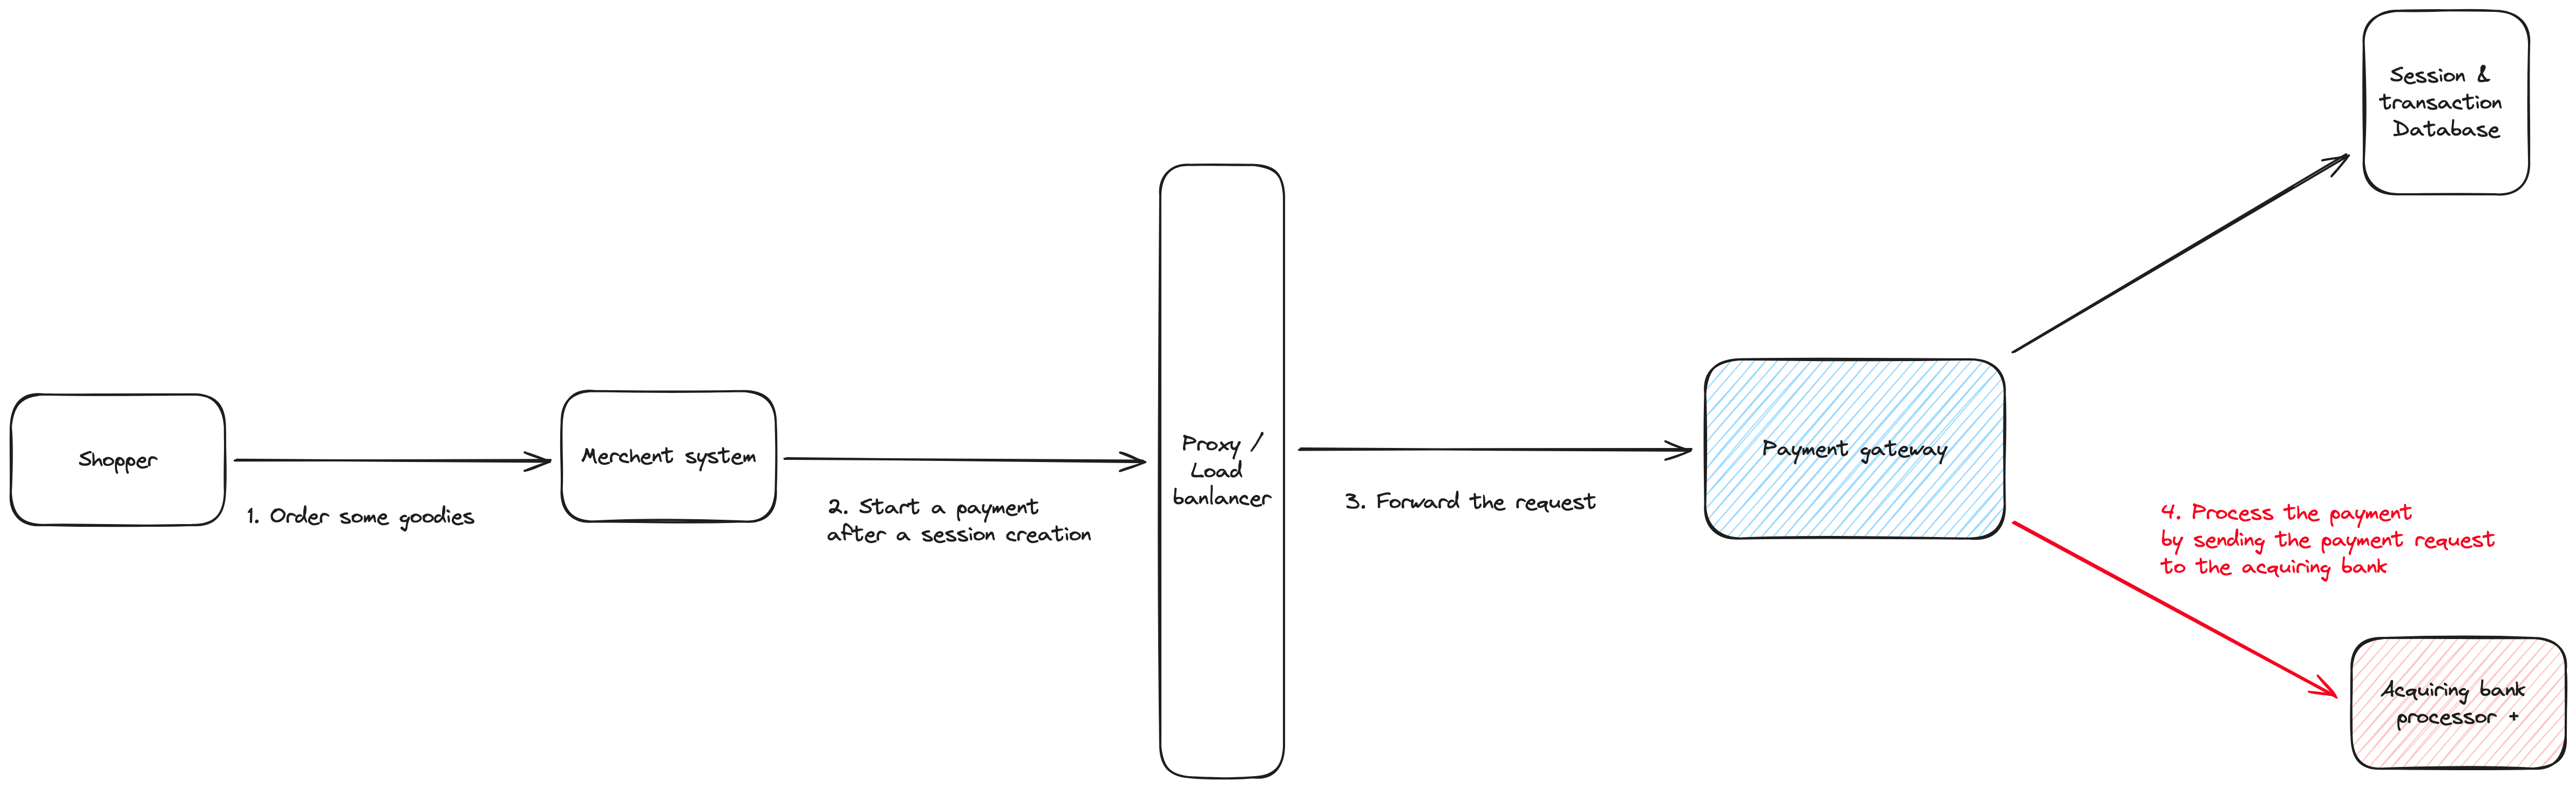 Shopper
1. Order some goodies
Merchent system
2. Start a payment
after a session creation
Proxy /
Load
banlancer
3. Forward the request
Payment gateway
Session &
transaction
Database
4. Process the payment
by sending the payment request
to the acquiring bank
Acquiring bank
processor +